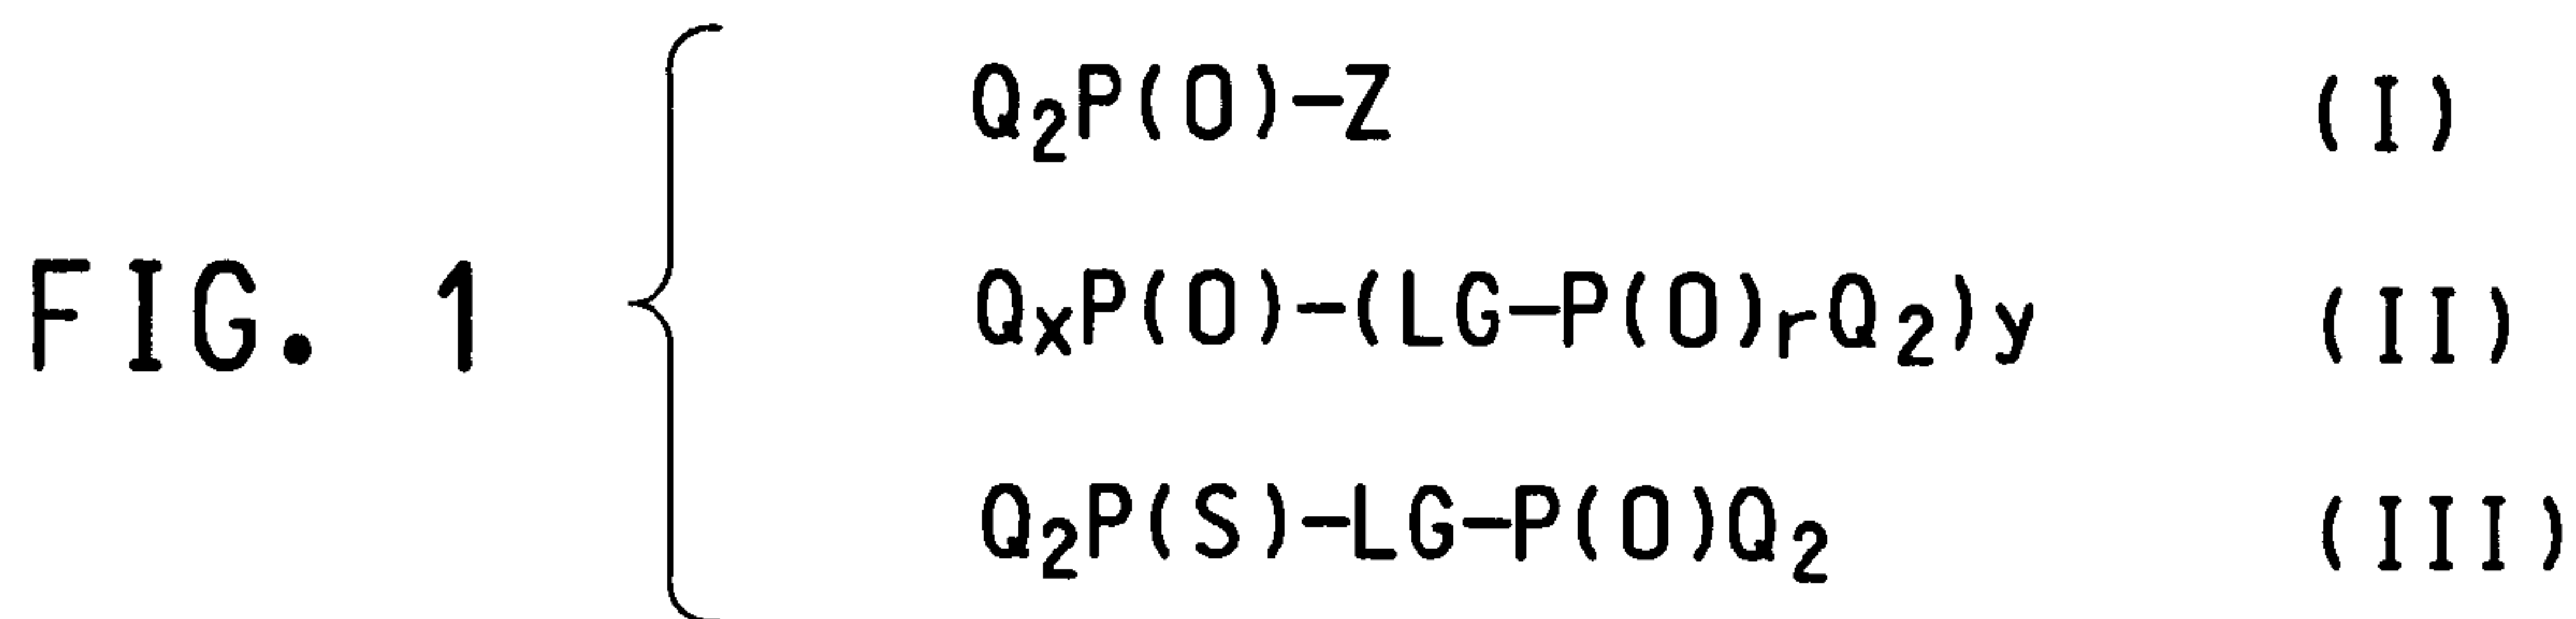 Q₂P(O)-Z (I)
FIG. 1 QₓP(O)-(LG-P(O)ᵣQ₂)y (II)
Q₂P(S)-LG-P(O)Q₂ (III)